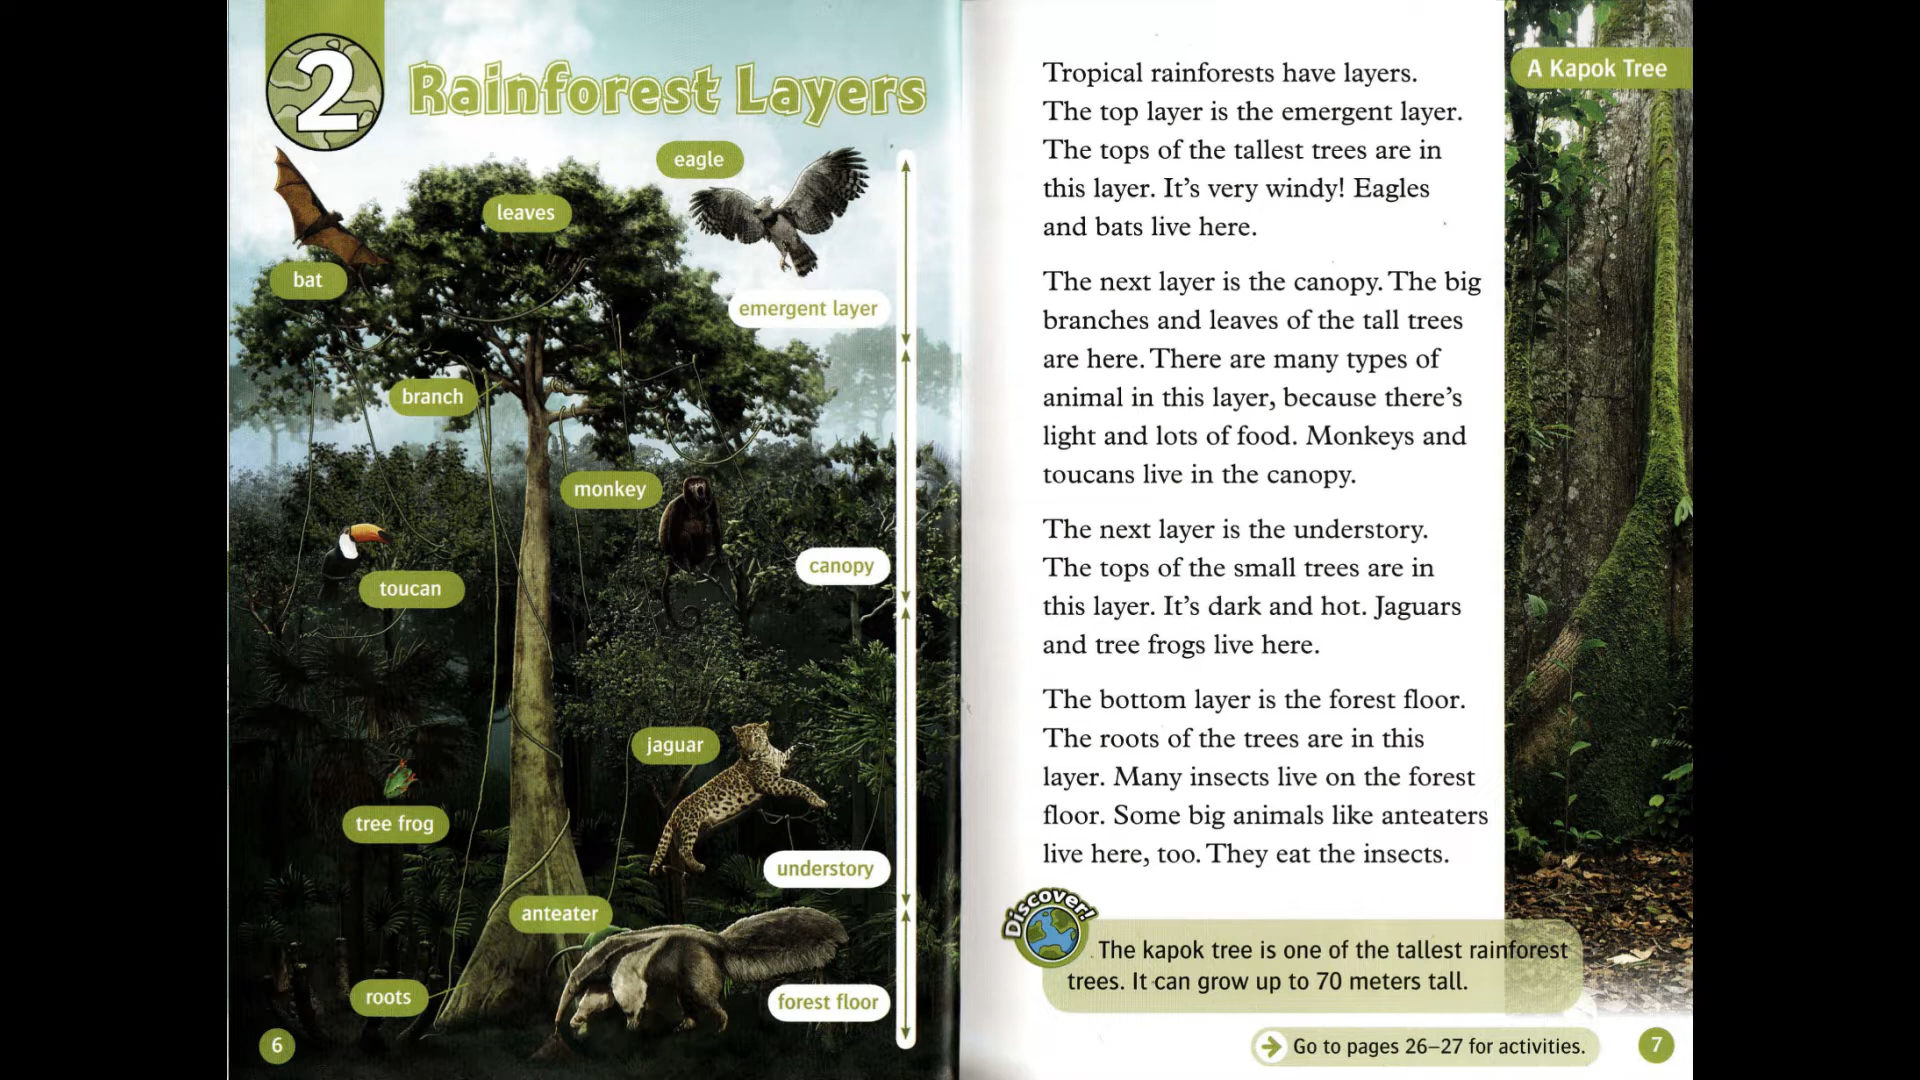 2
Rainforest Layers
eagle
leaves
bat
emergent layer
branch
monkey
canopy
toucan
jaguar
tree frog
understory
anteater
roots
forest floor
6
Tropical rainforests have layers.
The top layer is the emergent layer.
The tops of the tallest trees are in
this layer. It's very windy! Eagles
and bats live here.
The next layer is the canopy. The big
branches and leaves of the tall trees
are here. There are many types of
animal in this layer, because there's
light and lots of food. Monkeys and
toucans live in the canopy.
The next layer is the understory.
The tops of the small trees are in
this layer. It's dark and hot. Jaguars
and tree frogs live here.
The bottom layer is the forest floor.
The roots of the trees are in this
layer. Many insects live on the forest
floor. Some big animals like anteaters
live here, too. They eat the insects.
A Kapok Tree
Discover!
The kapok tree is one of the tallest rainforest
trees. It can grow up to 70 meters tall.
Go to pages 26–27 for activities.
7